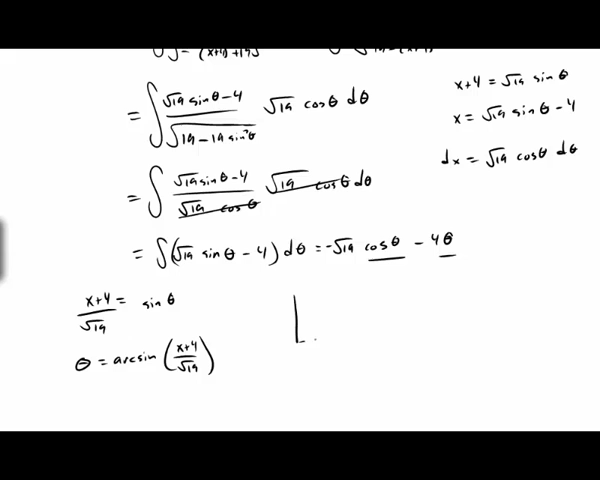 x+4 = √19 sin θ
= ∫ (√19 sin θ - 4)/√(19 - 19 sin²θ) √19 cos θ dθ
x = √19 sin θ - 4
dx = √19 cos θ dθ
= ∫ (√19 sin θ - 4)/(√19 cos θ) √19 cos θ dθ
= ∫ (√19 sin θ - 4) dθ = -√19 cos θ - 4θ
(x+4)/√19 = sin θ
θ = arcsin ((x+4)/√19)